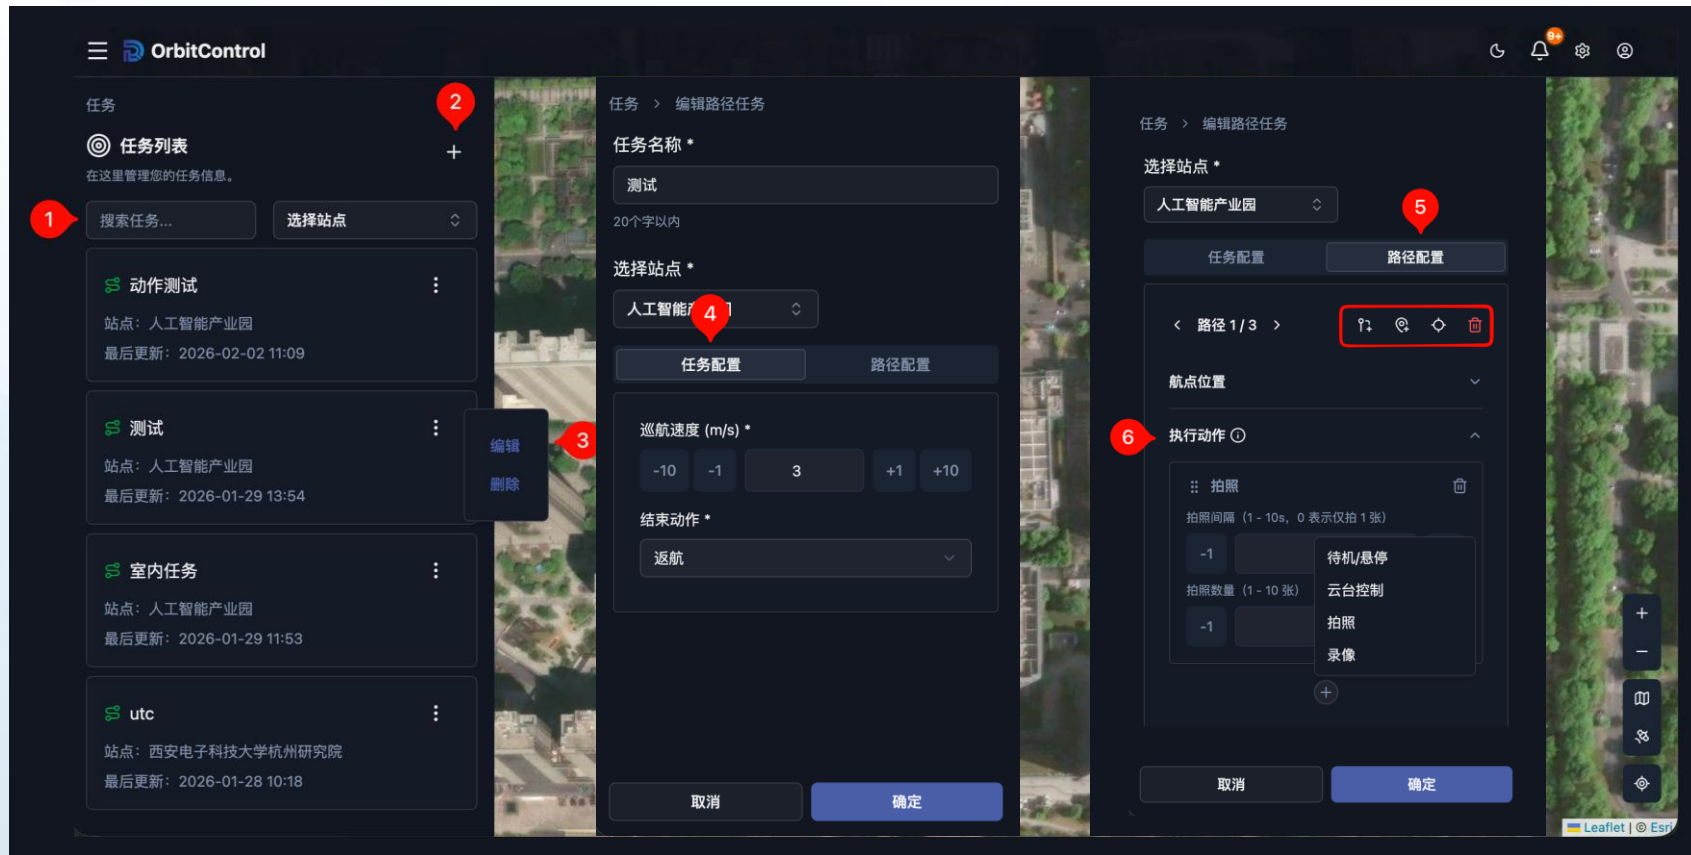 OrbitControl
9+
任务
2
任务列表
在这里管理您的任务信息。
1
搜索任务...
选择站点
动作测试
站点：人工智能产业园
最后更新：2026-02-02 11:09
测试
站点：人工智能产业园
最后更新：2026-01-29 13:54
编辑
删除
3
室内任务
站点：人工智能产业园
最后更新：2026-01-29 11:53
utc
站点：西安电子科技大学杭州研究院
最后更新：2026-01-28 10:18
任务 > 编辑路径任务
任务名称 *
测试
20个字以内
选择站点 *
人工智能
4
任务配置
路径配置
巡航速度 (m/s) *
-10
-1
3
+1
+10
结束动作 *
返航
取消
确定
任务 > 编辑路径任务
选择站点 *
人工智能产业园
5
任务配置
路径配置
路径 1 / 3
航点位置
6
执行动作
拍照
拍照间隔（1 - 10s，0 表示仅拍 1 张）
-1
拍照数量（1 - 10 张）
-1
待机/悬停
云台控制
拍照
录像
取消
确定
Leaflet | © Esri